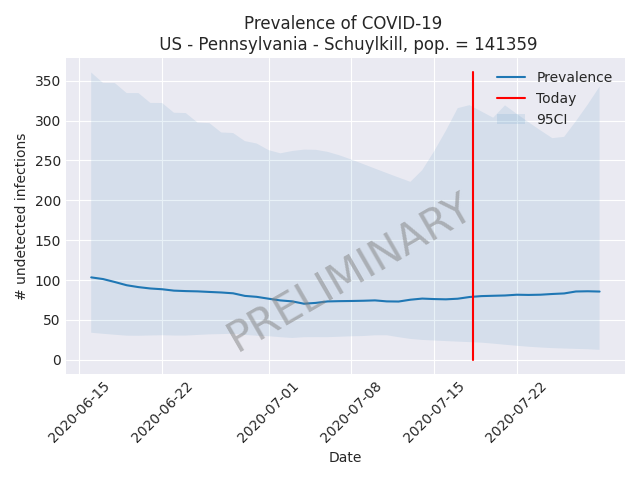 Prevalence of COVID-19
US - Pennsylvania - Schuylkill, pop. = 141359
Prevalence
Today
95CI
# undetected infections
350
300
250
200
150
100
50
0
PRELIMINARY
2020-06-15
2020-06-22
2020-07-01
2020-07-08
2020-07-15
2020-07-22
Date